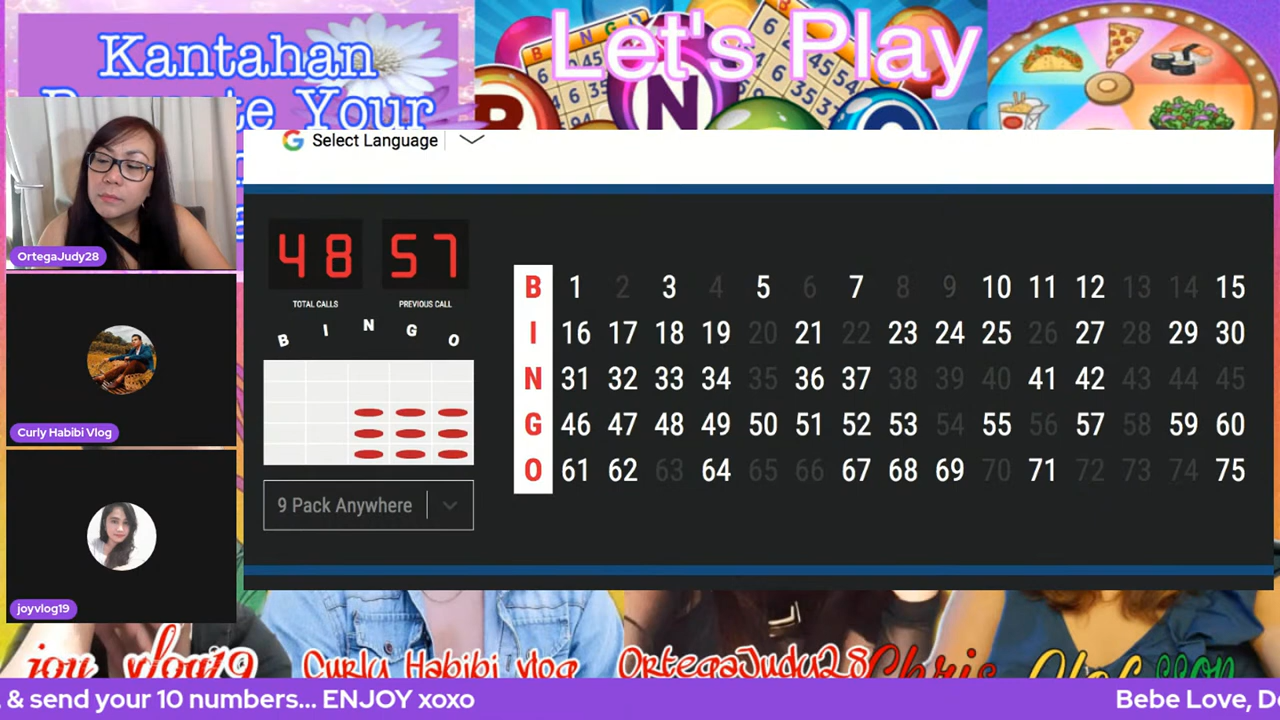 Kantahan
Let's Play
B I N G
N
Select Language
OrtegaJudy28
48 57
TOTAL CALLS PREVIOUS CALL
B I N G O
B 1 2 3 4 5 6 7 8 9 10 11 12 13 14 15
I 16 17 18 19 20 21 22 23 24 25 26 27 28 29 30
N 31 32 33 34 35 36 37 38 39 40 41 42 43 44 45
G 46 47 48 49 50 51 52 53 54 55 56 57 58 59 60
O 61 62 63 64 65 66 67 68 69 70 71 72 73 74 75
Curly Habibi Vlog
9 Pack Anywhere
joyvlog19
joy vlog19 Curly Habibi vlog OrtegaJudy28 Chris
& send your 10 numbers... ENJOY xoxo
Bebe Love,